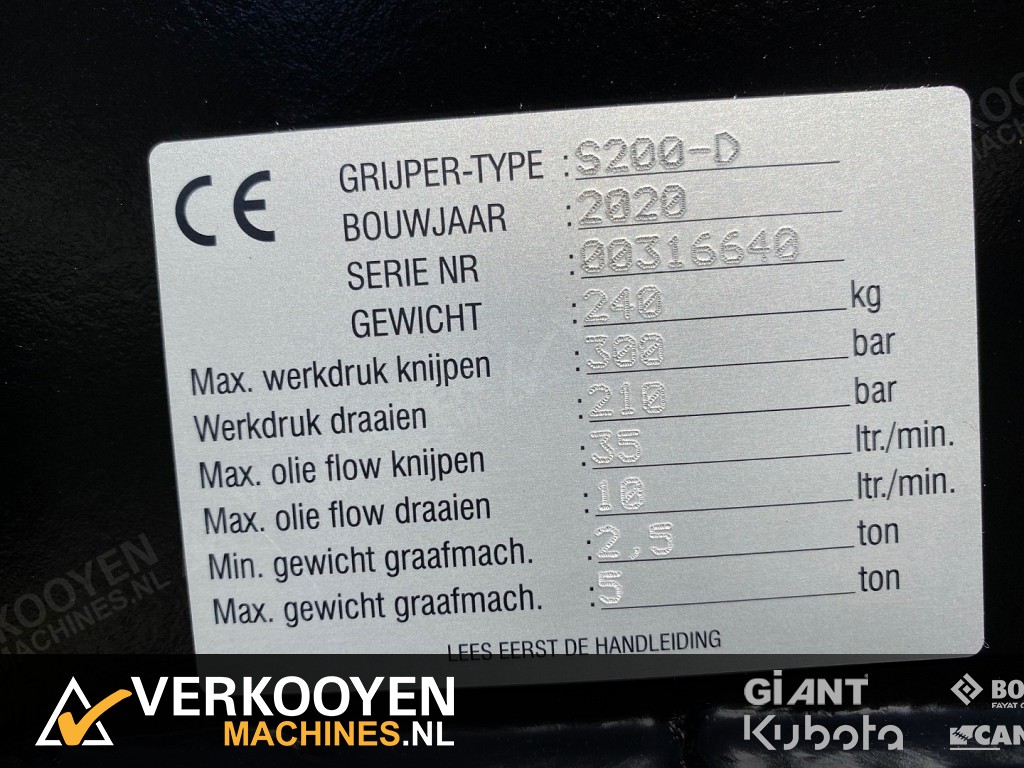 CE
GRIJPER-TYPE : S200-D
BOUWJAAR : 2020
SERIE NR : 00316640
GEWICHT : 240 kg
Max. werkdruk knijpen : 300 bar
Werkdruk draaien : 210 bar
Max. olie flow knijpen : 35 ltr./min.
Max. olie flow draaien : 10 ltr./min.
Min. gewicht graafmach. : 2,5 ton
Max. gewicht graafmach. : 5 ton
LEES EERST DE HANDLEIDING
VERKOOYEN
MACHINES.NL
GiANT
Kubota